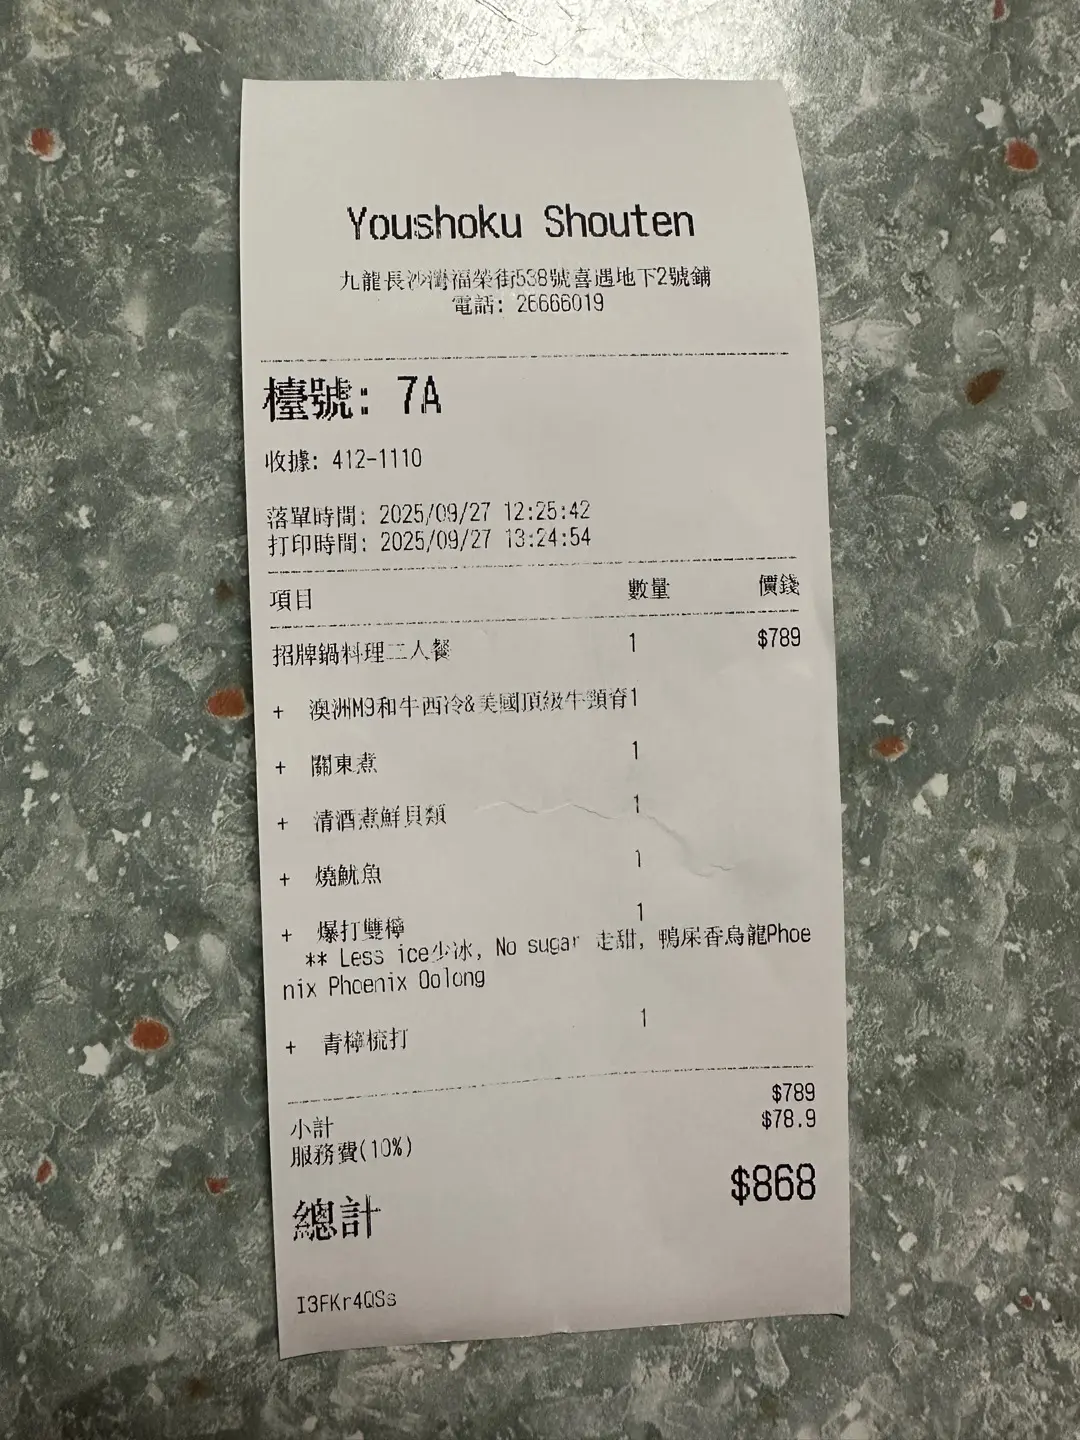 Youshoku Shouten
九龍長沙灣福榮街538號喜遇地下2號鋪
電話: 26666019
檯號: 7A
收據: 412-1110
落單時間: 2025/09/27 12:25:42
打印時間: 2025/09/27 13:24:54
項目 數量 價錢
招牌鍋料理二人餐 1 $789
+ 澳洲M9和牛西冷&美國頂級牛頸脊1
+ 關東煮 1
+ 清酒煮鮮貝類 1
+ 燒魷魚 1
+ 爆打雙檸 1
** Less ice少冰, No sugar 走甜, 鴨屎香烏龍Phoe
nix Phoenix Oolong
+ 青檸梳打 1
小計 $789
服務費(10%) $78.9
總計 $868
I3FKr4QSs